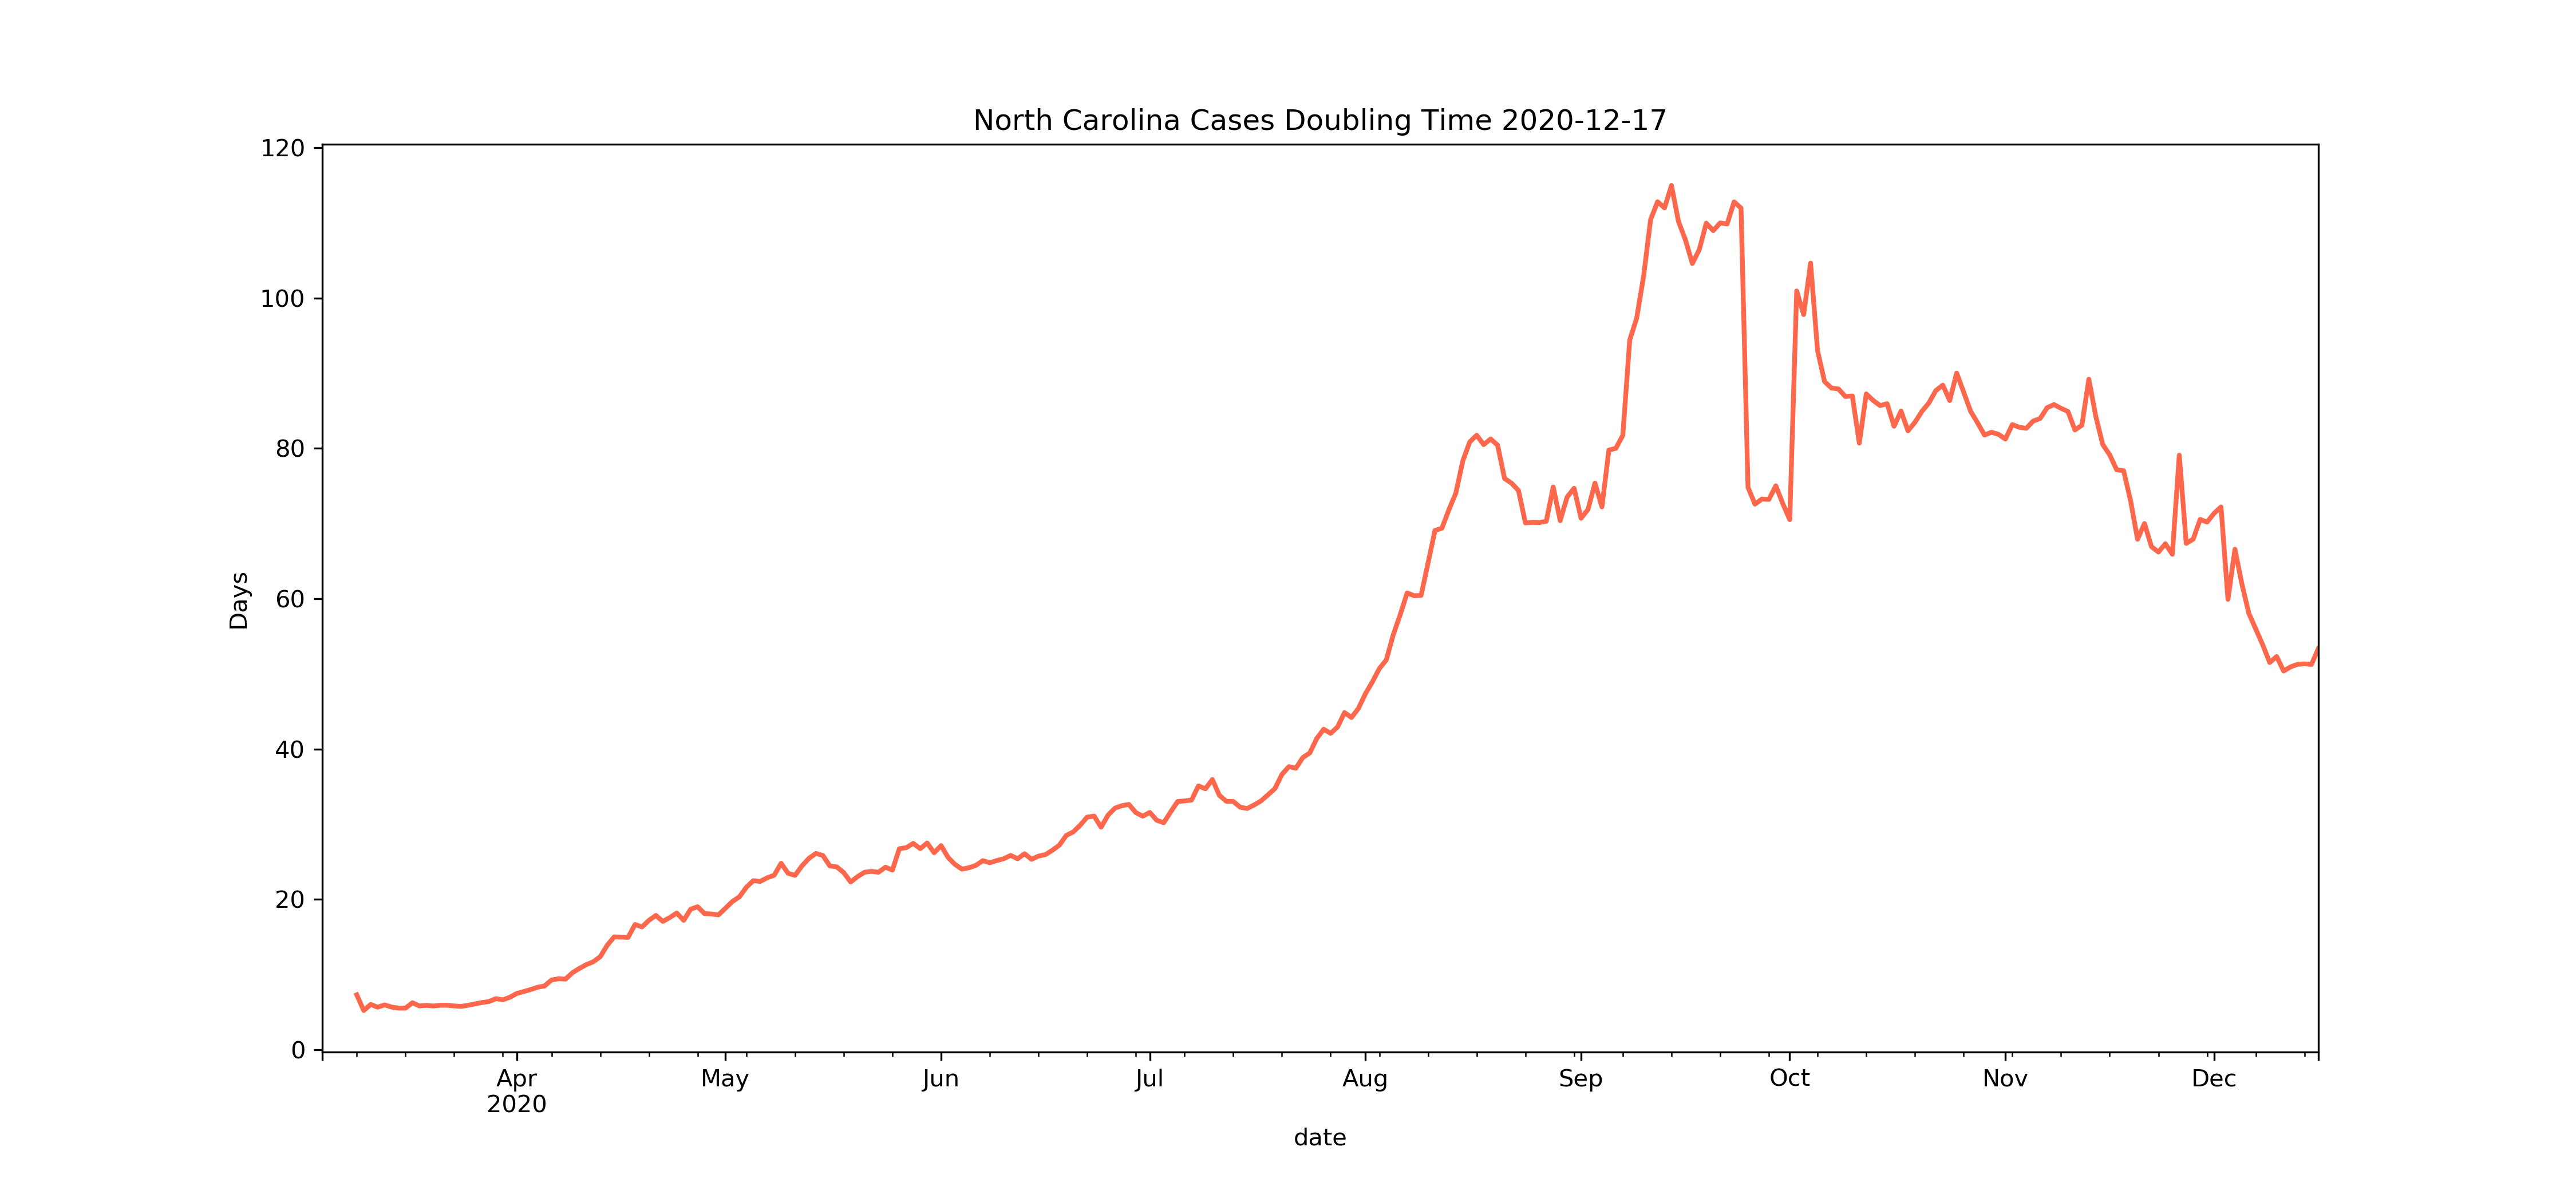 North Carolina Cases Doubling Time 2020-12-17
120
100
80
60
40
20
0
Days
Apr
2020
May
Jun
Jul
Aug
Sep
Oct
Nov
Dec
date